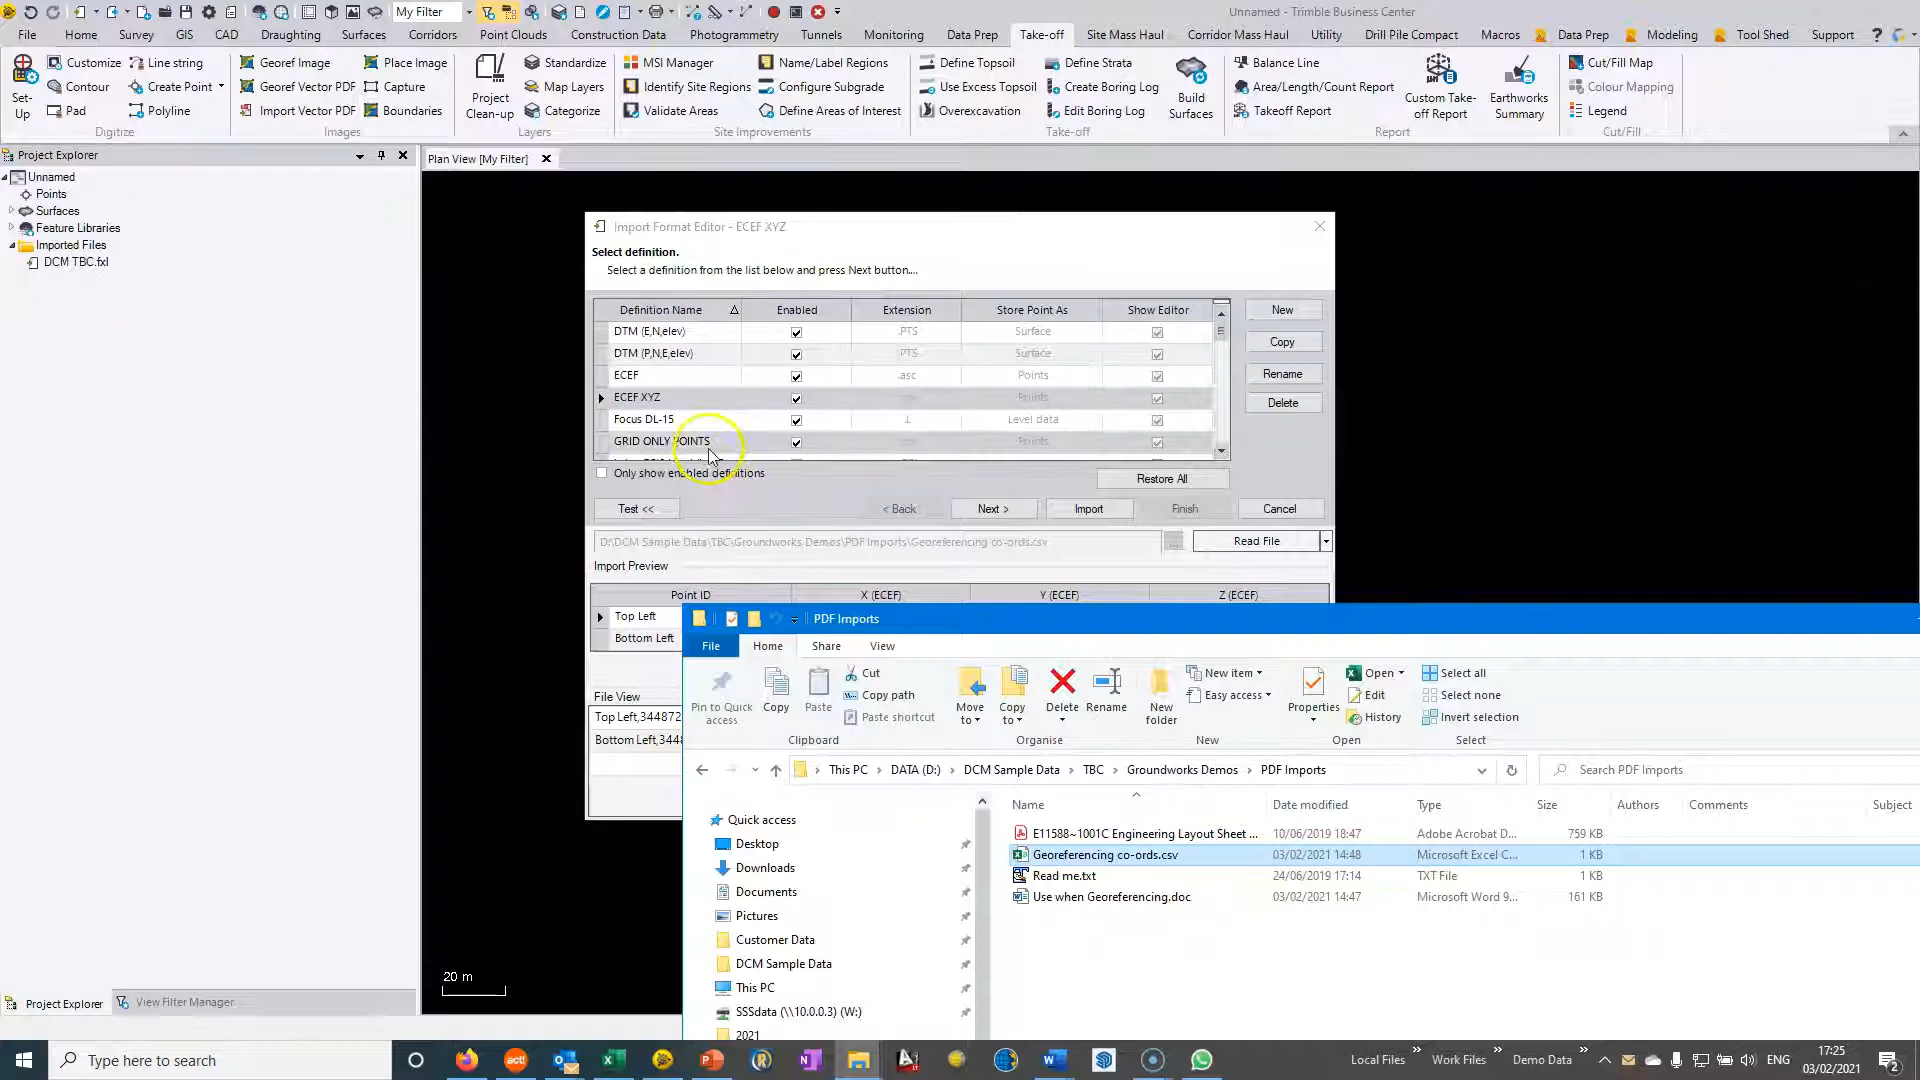 My Filter
Unnamed - Trimble Business Center
File Home Survey GIS CAD Draughting Surfaces Corridors Point Clouds Construction Data Photogrammetry Tunnels Monitoring Data Prep Take-off Site Mass Haul Corridor Mass Haul Utility Drill Pile Compact Macros Data Prep Modeling Tool Shed Support
Set-Up
Customize
Line string
Contour
Create Point
Pad
Polyline
Digitize
Georef Image
Place Image
Georef Vector PDF
Capture
Import Vector PDF
Boundaries
Images
Project Clean-up
Standardize
Map Layers
Categorize
Layers
MSI Manager
Name/Label Regions
Identify Site Regions
Configure Subgrade
Validate Areas
Define Areas of Interest
Site Improvements
Define Topsoil
Define Strata
Use Excess Topsoil
Create Boring Log
Overexcavation
Edit Boring Log
Build Surfaces
Take-off
Balance Line
Area/Length/Count Report
Takeoff Report
Custom Take-off Report
Earthworks Summary
Report
Cut/Fill Map
Colour Mapping
Legend
Cut/Fill
Project Explorer
Unnamed
Points
Surfaces
Feature Libraries
Imported Files
DCM TBC.fxl
Plan View [My Filter]
Import Format Editor - ECEF XYZ
Select definition.
Select a definition from the list below and press Next button....
Definition Name Enabled Extension Store Point As Show Editor
DTM (E,N,elev) .PTS Surface
DTM (P,N,E,elev) .PTS Surface
ECEF .asc Points
ECEF XYZ Points
Focus DL-15 .L Level data
GRID ONLY POINTS Points
New
Copy
Rename
Delete
Only show enabled definitions
Restore All
Test <<
< Back
Next >
Import
Finish
Cancel
D:\DCM Sample Data\TBC\Groundworks Demos\PDF Imports\Georeferencing co-ords.csv
Read File
Import Preview
Point ID X (ECEF) Y (ECEF) Z (ECEF)
Top Left
Bottom Left
File View
Top Left,344872
Bottom Left,344
PDF Imports
File Home Share View
Pin to Quick access
Copy
Paste
Cut
Copy path
Paste shortcut
Clipboard
Move to
Copy to
Delete
Rename
Organise
New folder
New item
Easy access
New
Properties
Open
Edit
History
Open
Select all
Select none
Invert selection
Select
This PC
DATA (D:)
DCM Sample Data
TBC
Groundworks Demos
PDF Imports
Search PDF Imports
Name Date modified Type Size Authors Comments Subject
E11588~1001C Engineering Layout Sheet ... 10/06/2019 18:47 Adobe Acrobat D... 759 KB
Georeferencing co-ords.csv 03/02/2021 14:48 Microsoft Excel C... 1 KB
Read me.txt 24/06/2019 17:14 TXT File 1 KB
Use when Georeferencing.doc 03/02/2021 14:47 Microsoft Word 9... 161 KB
Quick access
Desktop
Downloads
Documents
Pictures
Customer Data
DCM Sample Data
This PC
SSSdata (\\10.0.0.3) (W:)
2021
20 m
Project Explorer
View Filter Manager
Type here to search
Local Files
Work Files
Demo Data
ENG
17:25
03/02/2021
2